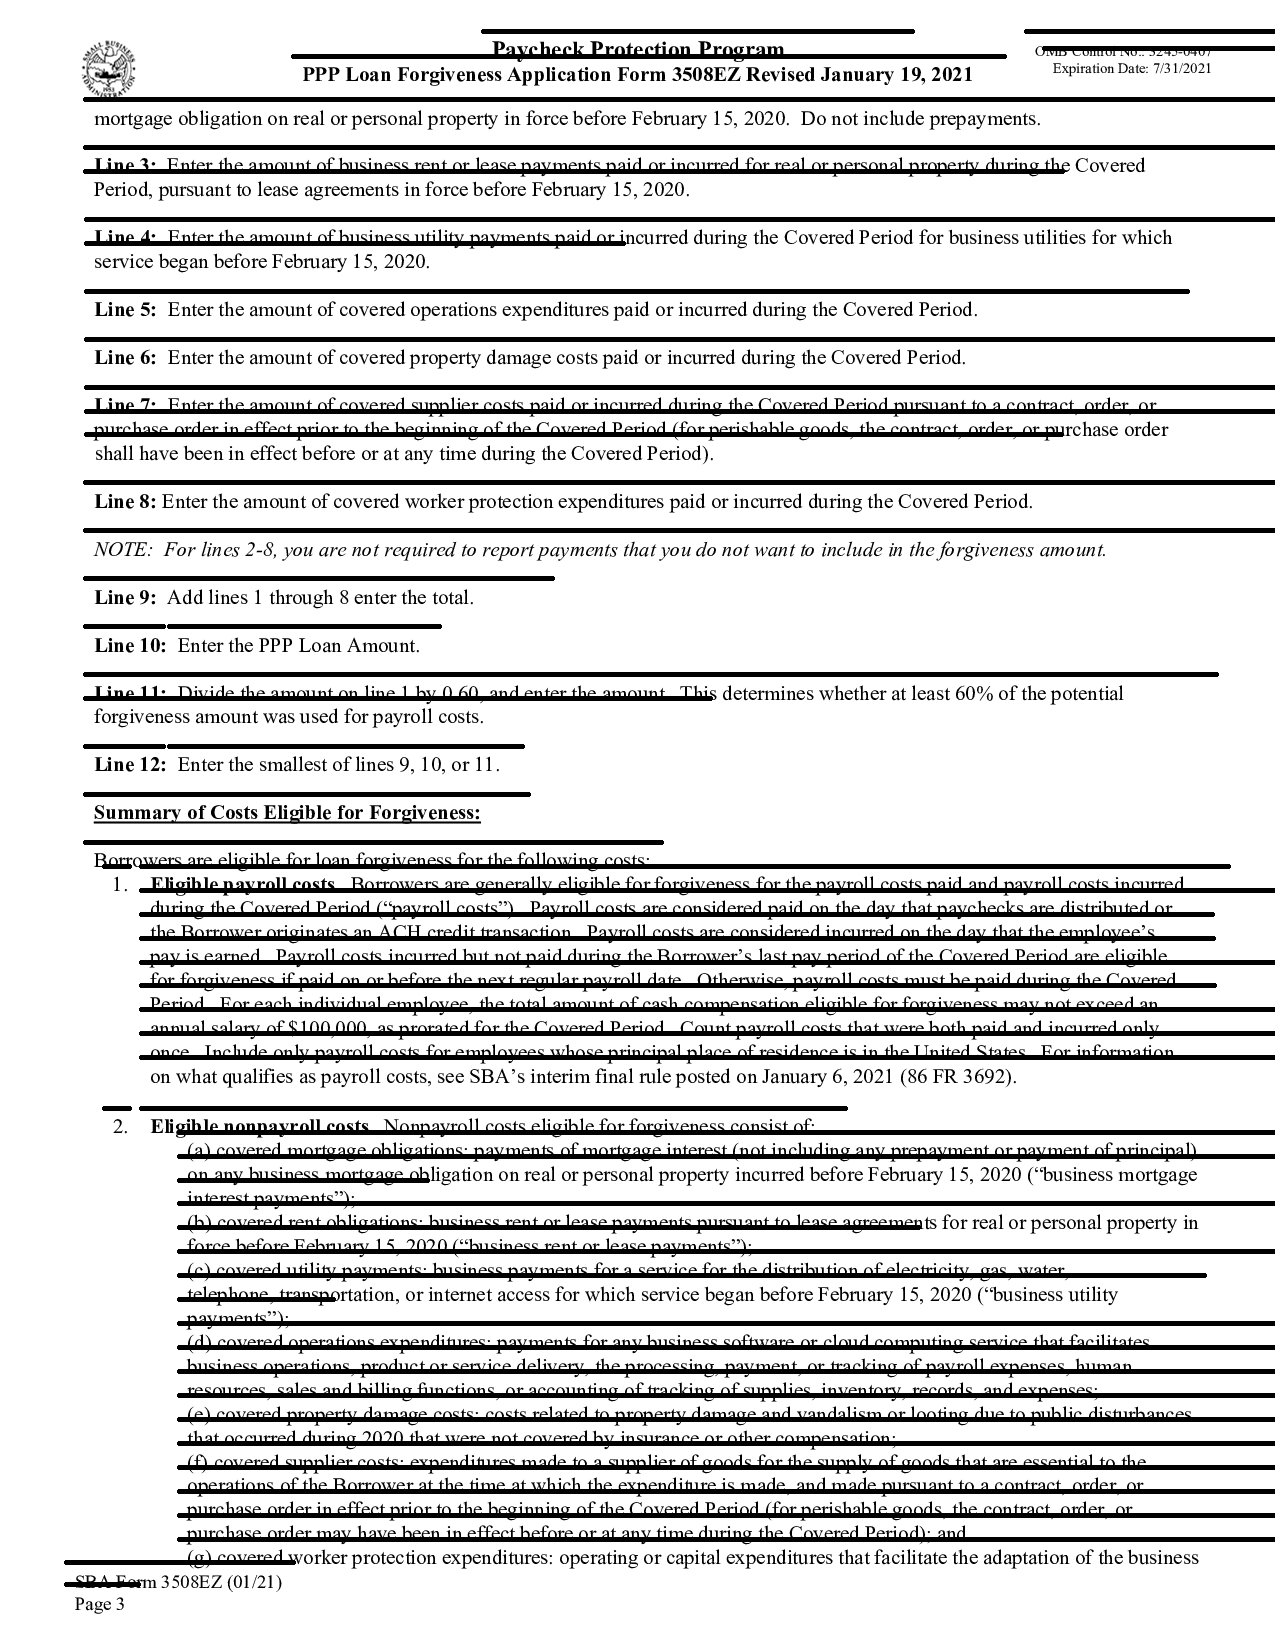 Paycheck Protection Program
OMB Control No.: 3245-0407
PPP Loan Forgiveness Application Form 3508EZ Revised January 19, 2021
Expiration Date: 7/31/2021
mortgage obligation on real or personal property in force before February 15, 2020. Do not include prepayments.
Line 3: Enter the amount of business rent or lease payments paid or incurred for real or personal property during the Covered
Period, pursuant to lease agreements in force before February 15, 2020.
Line 4: Enter the amount of business utility payments paid or incurred during the Covered Period for business utilities for which
service began before February 15, 2020.
Line 5: Enter the amount of covered operations expenditures paid or incurred during the Covered Period.
Line 6: Enter the amount of covered property damage costs paid or incurred during the Covered Period.
Line 7: Enter the amount of covered supplier costs paid or incurred during the Covered Period pursuant to a contract, order, or
purchase order in effect prior to the beginning of the Covered Period (for perishable goods, the contract, order, or purchase order
shall have been in effect before or at any time during the Covered Period).
Line 8: Enter the amount of covered worker protection expenditures paid or incurred during the Covered Period.
NOTE: For lines 2-8, you are not required to report payments that you do not want to include in the forgiveness amount.
Line 9: Add lines 1 through 8 enter the total.
Line 10: Enter the PPP Loan Amount.
Line 11: Divide the amount on line 1 by 0.60, and enter the amount. This determines whether at least 60% of the potential
forgiveness amount was used for payroll costs.
Line 12: Enter the smallest of lines 9, 10, or 11.
Summary of Costs Eligible for Forgiveness:
Borrowers are eligible for loan forgiveness for the following costs:
1. Eligible payroll costs. Borrowers are generally eligible for forgiveness for the payroll costs paid and payroll costs incurred
during the Covered Period (“payroll costs”). Payroll costs are considered paid on the day that paychecks are distributed or
the Borrower originates an ACH credit transaction. Payroll costs are considered incurred on the day that the employee’s
pay is earned. Payroll costs incurred but not paid during the Borrower’s last pay period of the Covered Period are eligible
for forgiveness if paid on or before the next regular payroll date. Otherwise, payroll costs must be paid during the Covered
Period. For each individual employee, the total amount of cash compensation eligible for forgiveness may not exceed an
annual salary of $100,000, as prorated for the Covered Period. Count payroll costs that were both paid and incurred only
once. Include only payroll costs for employees whose principal place of residence is in the United States. For information
on what qualifies as payroll costs, see SBA’s interim final rule posted on January 6, 2021 (86 FR 3692).
2. Eligible nonpayroll costs. Nonpayroll costs eligible for forgiveness consist of:
(a) covered mortgage obligations: payments of mortgage interest (not including any prepayment or payment of principal)
on any business mortgage obligation on real or personal property incurred before February 15, 2020 (“business mortgage
interest payments”);
(b) covered rent obligations: business rent or lease payments pursuant to lease agreements for real or personal property in
force before February 15, 2020 (“business rent or lease payments”);
(c) covered utility payments: business payments for a service for the distribution of electricity, gas, water,
telephone, transportation, or internet access for which service began before February 15, 2020 (“business utility
payments”);
(d) covered operations expenditures: payments for any business software or cloud computing service that facilitates
business operations, product or service delivery, the processing, payment, or tracking of payroll expenses, human
resources, sales and billing functions, or accounting of tracking of supplies, inventory, records, and expenses;
(e) covered property damage costs: costs related to property damage and vandalism or looting due to public disturbances
that occurred during 2020 that were not covered by insurance or other compensation;
(f) covered supplier costs: expenditures made to a supplier of goods for the supply of goods that are essential to the
operations of the Borrower at the time at which the expenditure is made, and made pursuant to a contract, order, or
purchase order in effect prior to the beginning of the Covered Period (for perishable goods, the contract, order, or
purchase order may have been in effect before or at any time during the Covered Period); and
(g) covered worker protection expenditures: operating or capital expenditures that facilitate the adaptation of the business
SBA Form 3508EZ (01/21)
Page 3